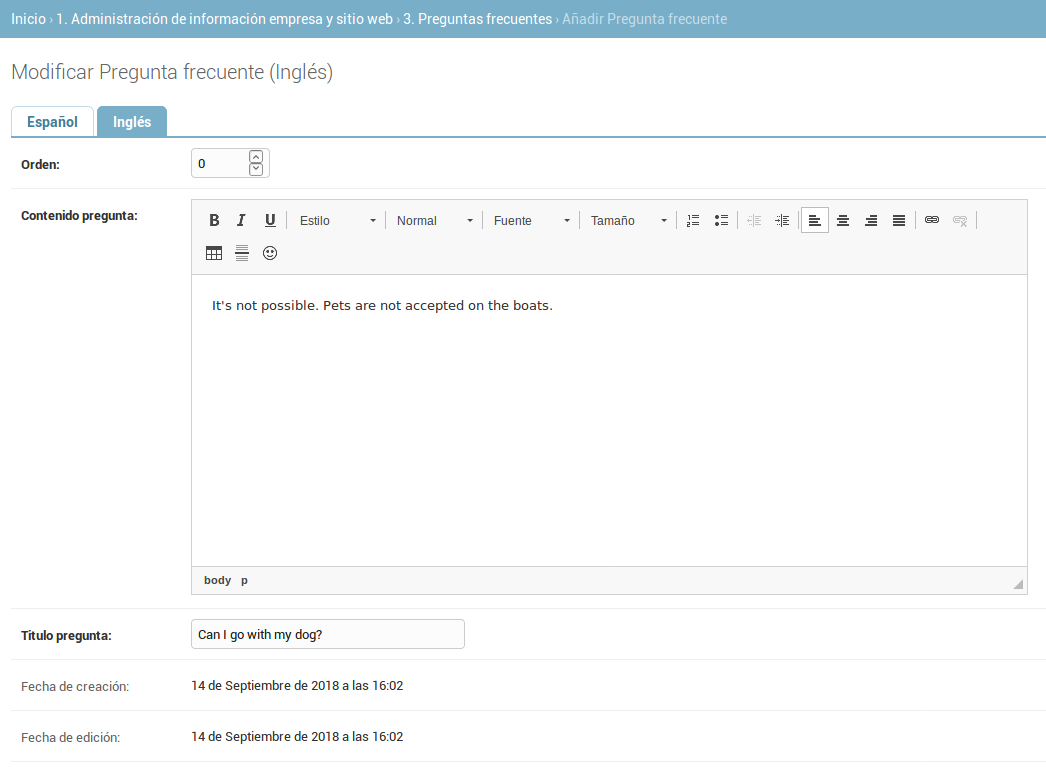 Inicio › 1. Administración de información empresa y sitio web › 3. Preguntas frecuentes › Añadir Pregunta frecuente
Modificar Pregunta frecuente (Inglés)
Español Inglés
Orden: 0
Contenido pregunta: B I U Estilo Normal Fuente Tamaño
It's not possible. Pets are not accepted on the boats.
body p
Titulo pregunta: Can I go with my dog?
Fecha de creación: 14 de Septiembre de 2018 a las 16:02
Fecha de edición: 14 de Septiembre de 2018 a las 16:02